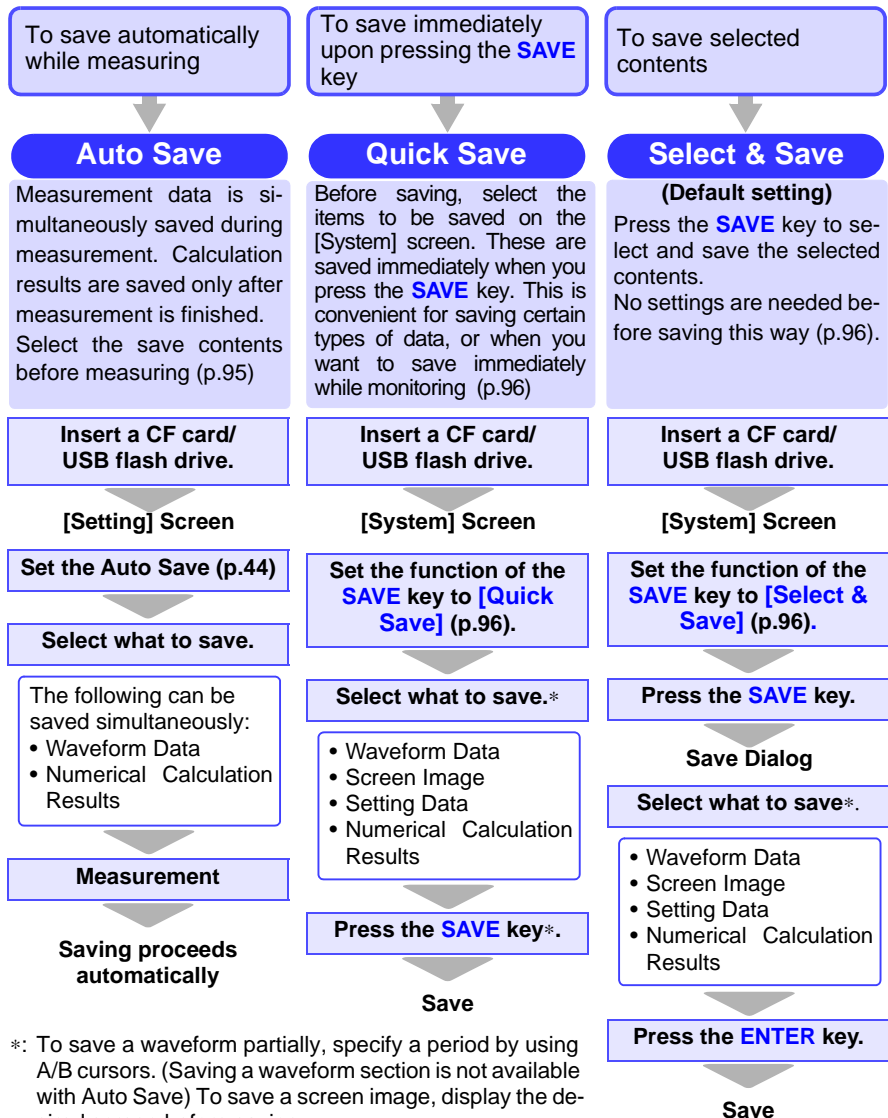 To save automatically
while measuring
Auto Save
Measurement data is si-
multaneously saved during
measurement. Calculation
results are saved only after
measurement is finished.
Select the save contents
before measuring (p.95)
Insert a CF card/
USB flash drive.
[Setting] Screen
Set the Auto Save (p.44)
Select what to save.
The following can be
saved simultaneously:
• Waveform Data
• Numerical Calculation
Results
Measurement
Saving proceeds
automatically
To save immediately
upon pressing the SAVE
key
Quick Save
Before saving, select the
items to be saved on the
[System] screen. These are
saved immediately when you
press the SAVE key. This is
convenient for saving certain
types of data, or when you
want to save immediately
while monitoring (p.96)
Insert a CF card/
USB flash drive.
[System] Screen
Set the function of the
SAVE key to [Quick
Save] (p.96).
Select what to save.*
• Waveform Data
• Screen Image
• Setting Data
• Numerical Calculation
Results
Press the SAVE key*.
Save
To save selected
contents
Select & Save
(Default setting)
Press the SAVE key to se-
lect and save the selected
contents.
No settings are needed be-
fore saving this way (p.96).
Insert a CF card/
USB flash drive.
[System] Screen
Set the function of the
SAVE key to [Select &
Save] (p.96).
Press the SAVE key.
Save Dialog
Select what to save*.
• Waveform Data
• Screen Image
• Setting Data
• Numerical Calculation
Results
Press the ENTER key.
Save
*: To save a waveform partially, specify a period by using
A/B cursors. (Saving a waveform section is not available
with Auto Save) To save a screen image, display the de-